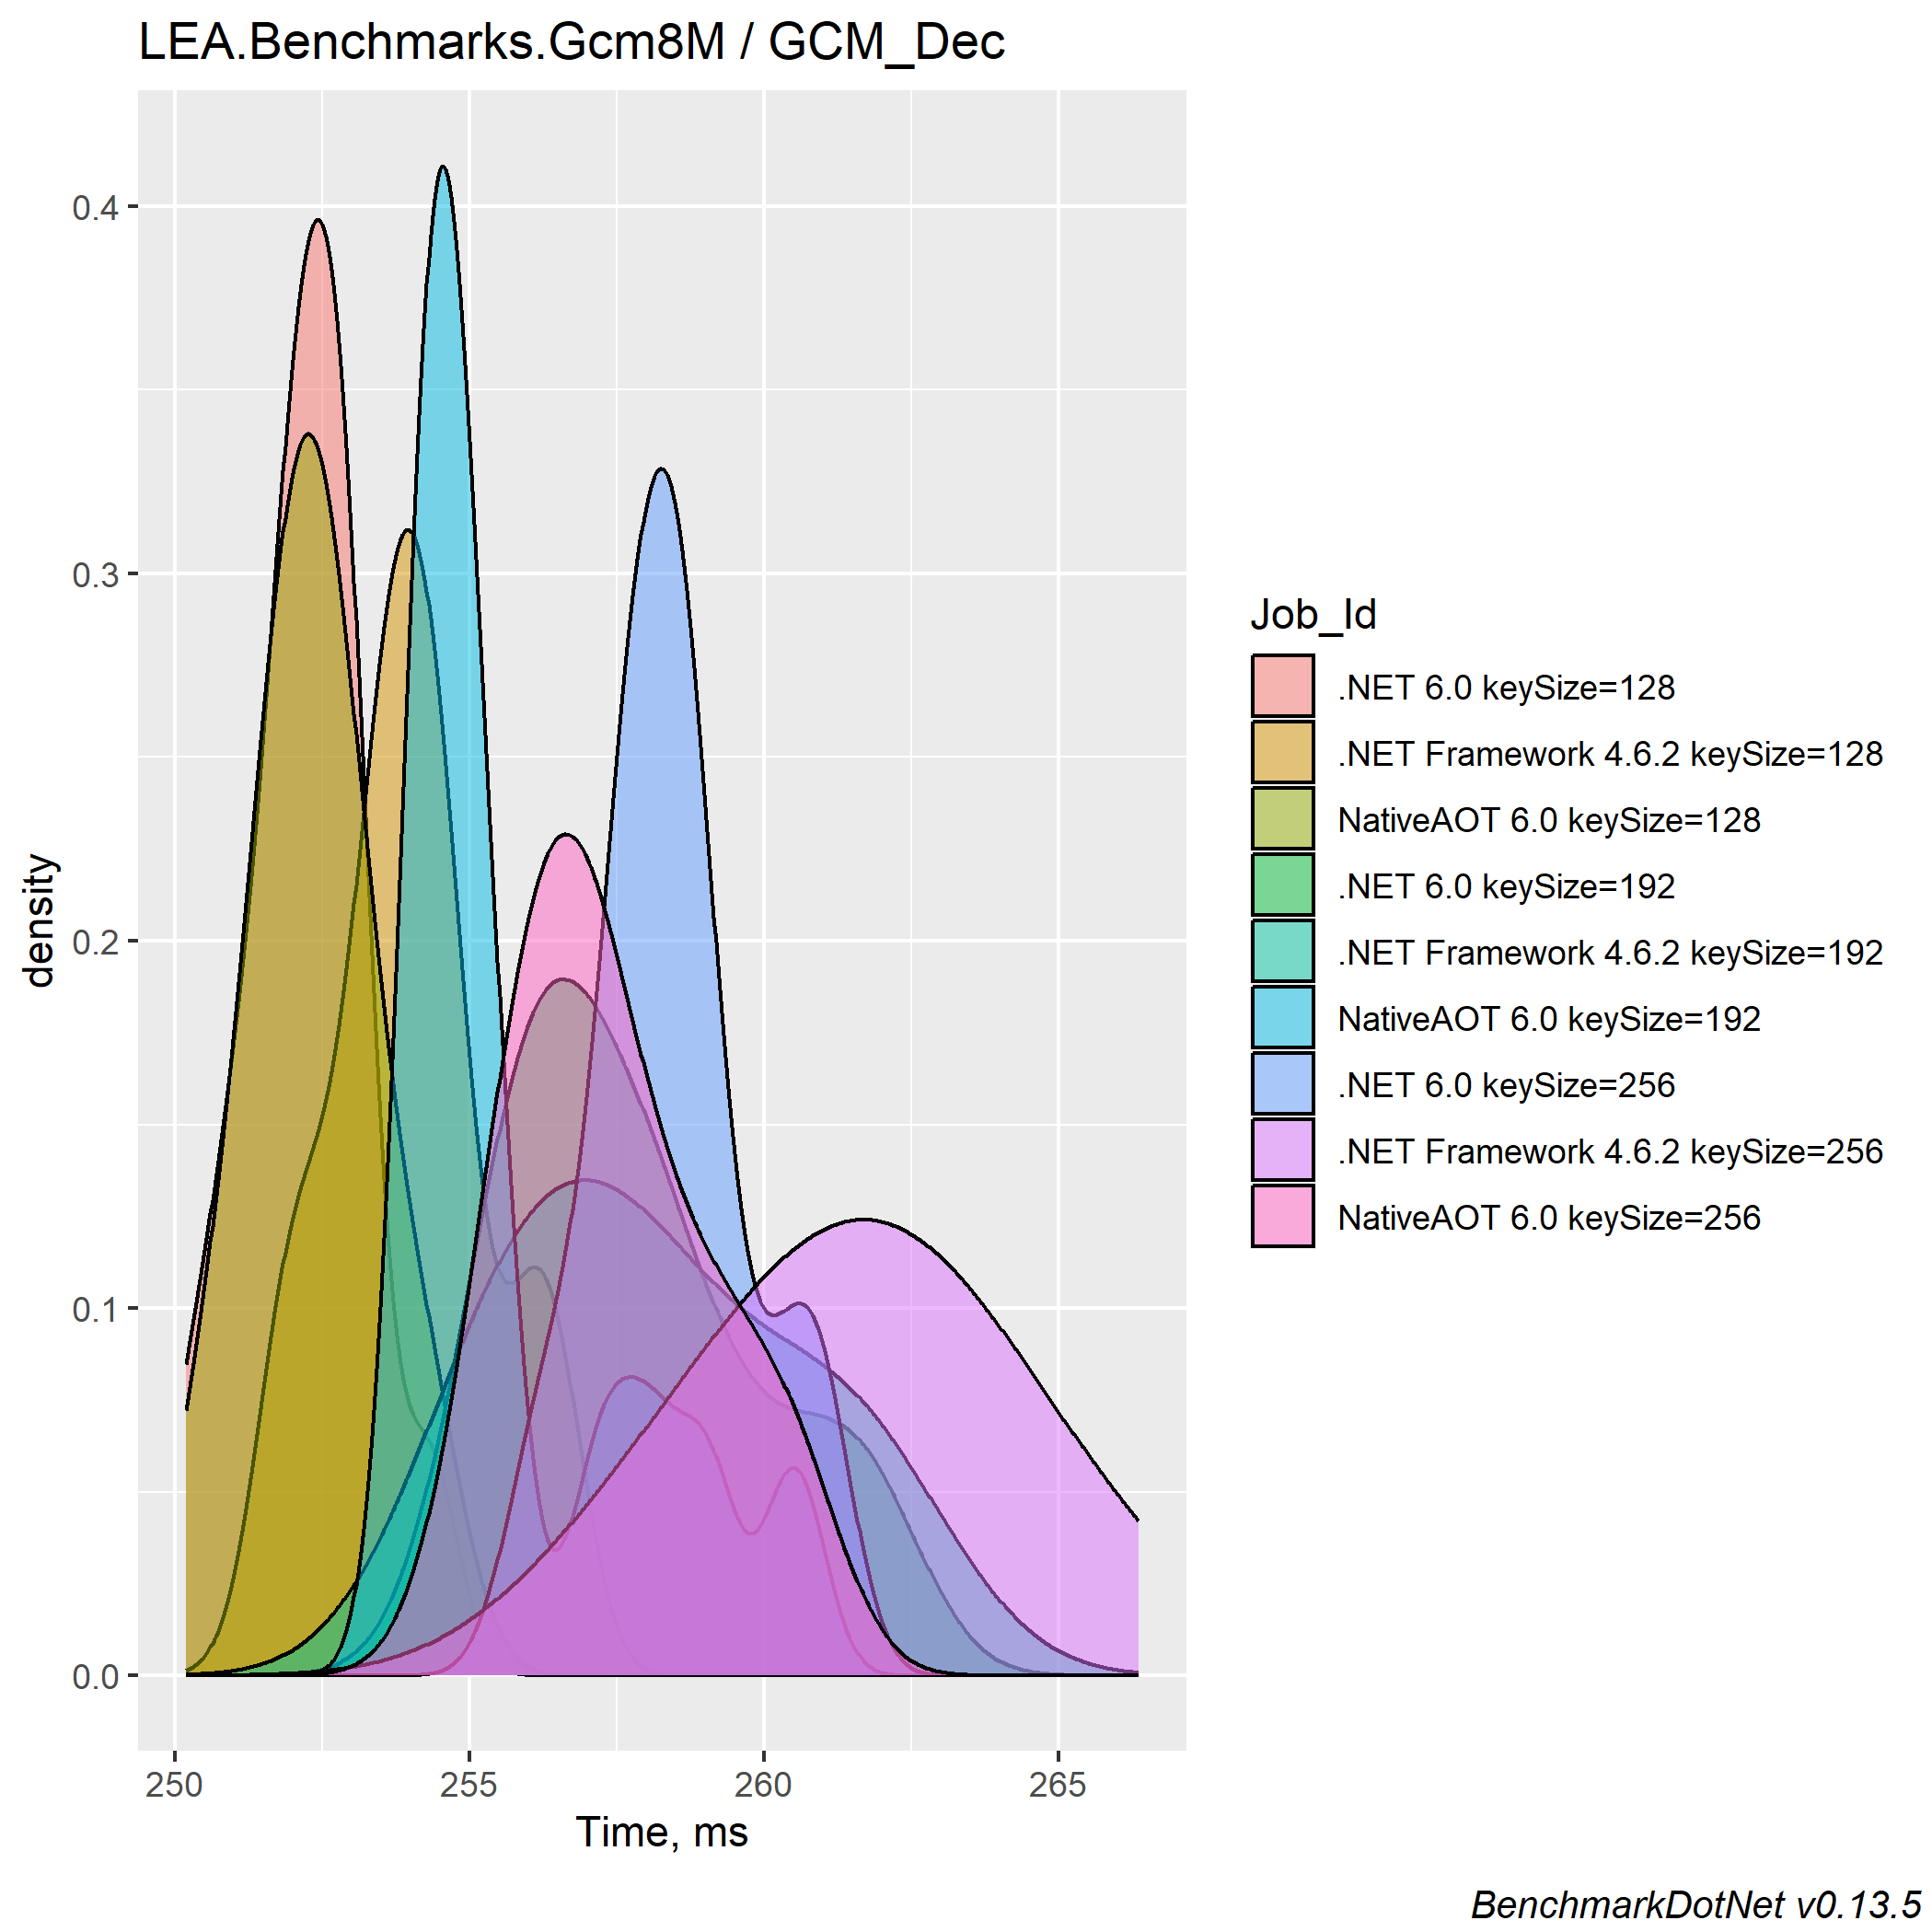 LEA.Benchmarks.Gcm8M / GCM_Dec
0.4
0.3
0.2
0.1
0.0
density
250
255
260
265
Time, ms
Job_Id
.NET 6.0 keySize=128
.NET Framework 4.6.2 keySize=128
NativeAOT 6.0 keySize=128
.NET 6.0 keySize=192
.NET Framework 4.6.2 keySize=192
NativeAOT 6.0 keySize=192
.NET 6.0 keySize=256
.NET Framework 4.6.2 keySize=256
NativeAOT 6.0 keySize=256
BenchmarkDotNet v0.13.5